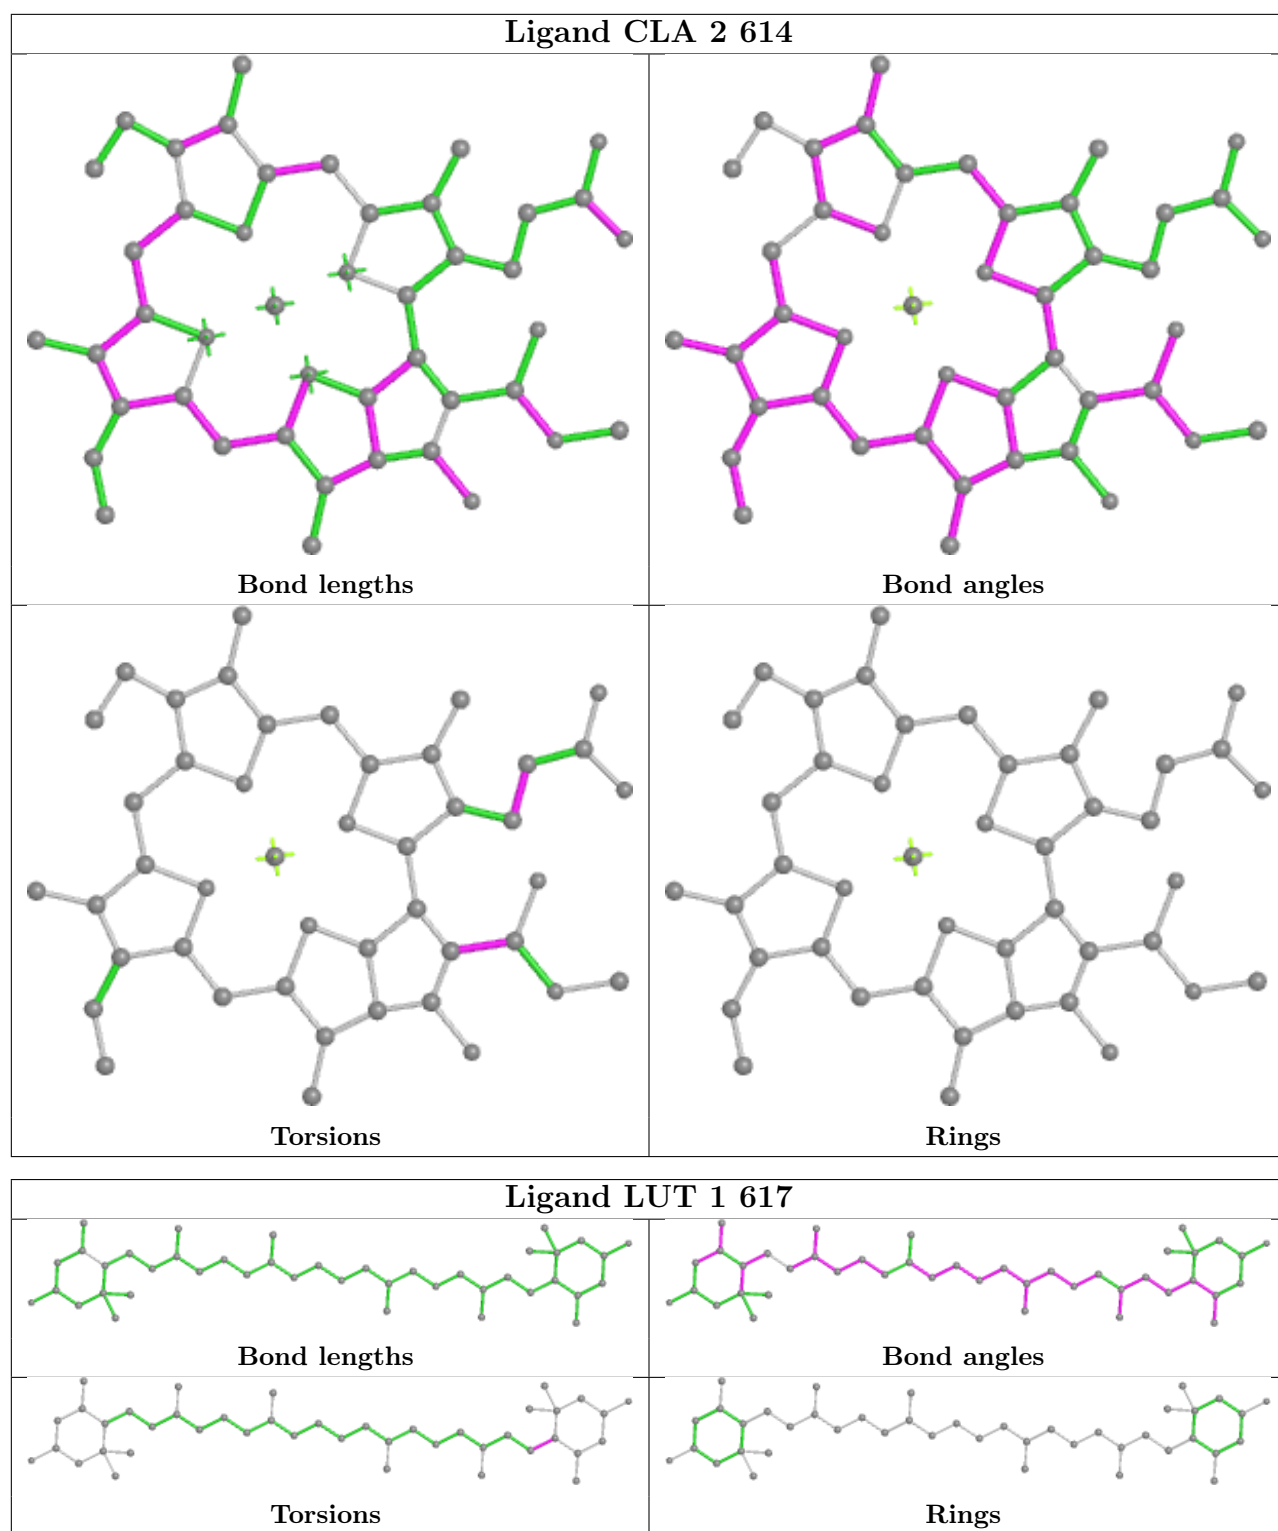 Ligand CLA 2 614
Bond lengths
Bond angles
Torsions
Rings
Ligand LUT 1 617
Bond lengths
Bond angles
Torsions
Rings